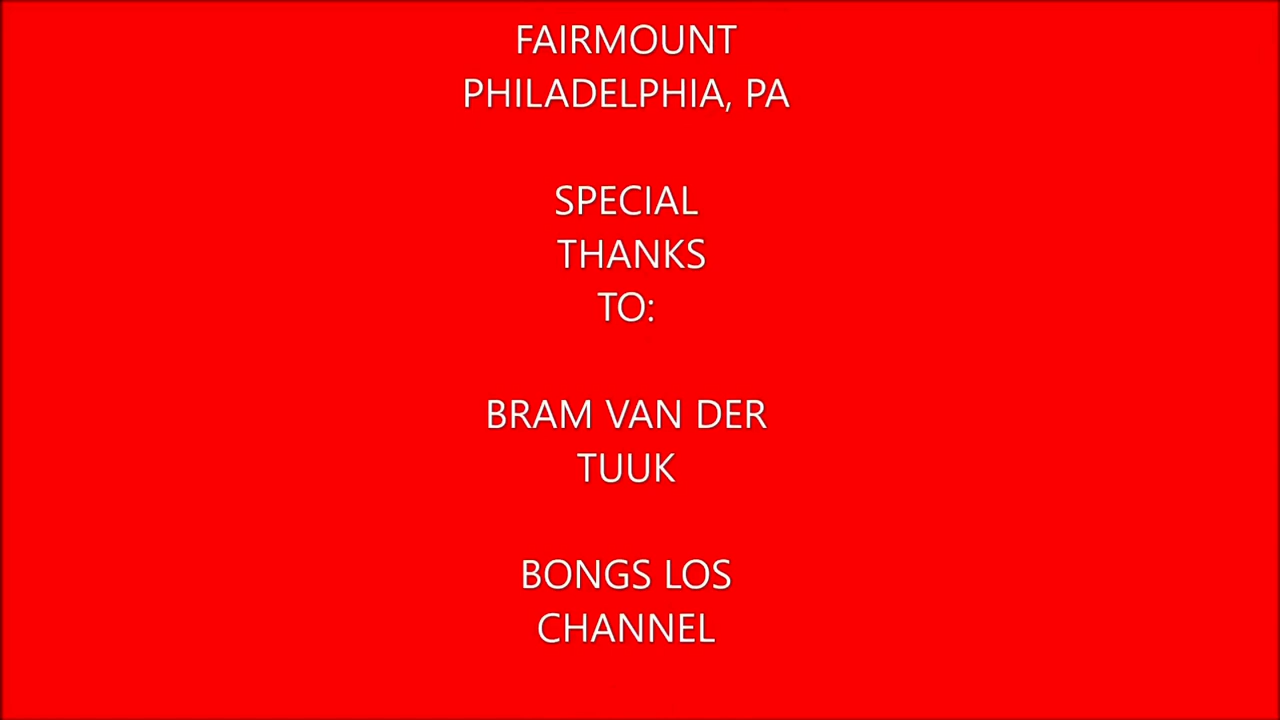 FAIRMOUNT
PHILADELPHIA, PA
SPECIAL
THANKS
TO:
BRAM VAN DER
TUUK
BONGS LOS
CHANNEL